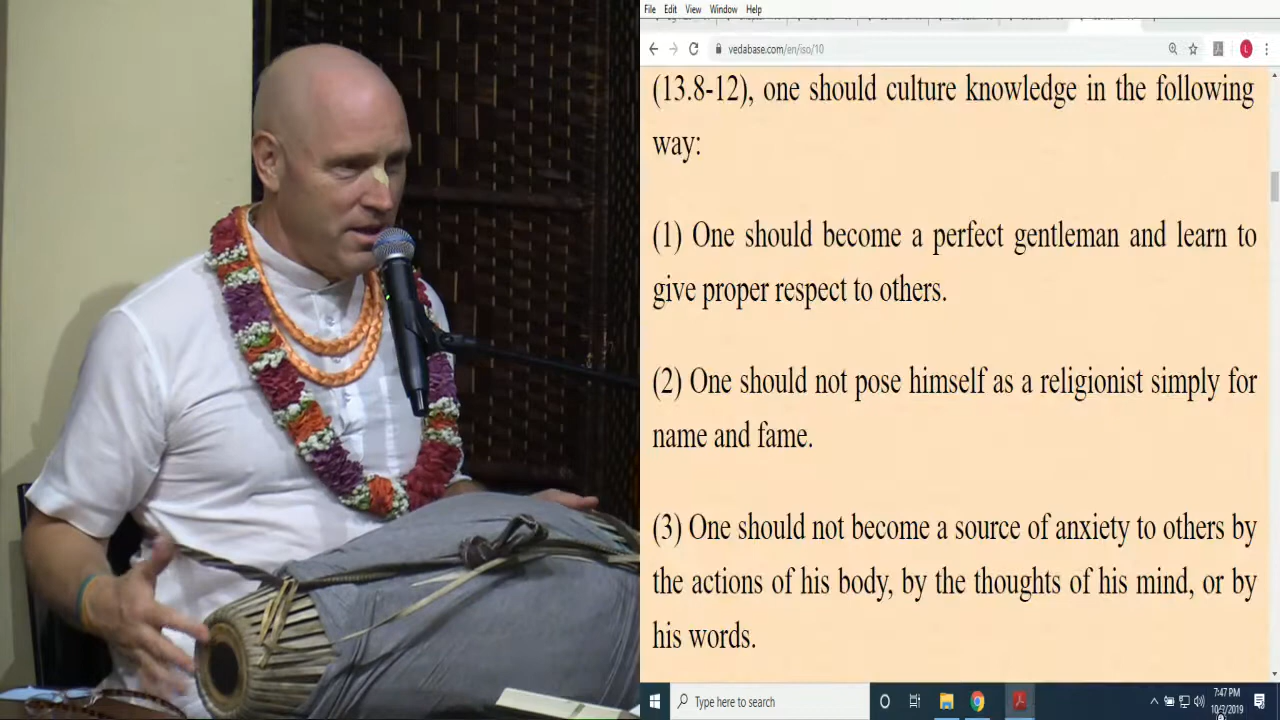 File Edit View Window Help
vedabase.com/en/iso/10
(13.8-12), one should culture knowledge in the following
way:
(1) One should become a perfect gentleman and learn to
give proper respect to others.
(2) One should not pose himself as a religionist simply for
name and fame.
(3) One should not become a source of anxiety to others by
the actions of his body, by the thoughts of his mind, or by
his words.
Type here to search
7:47 PM